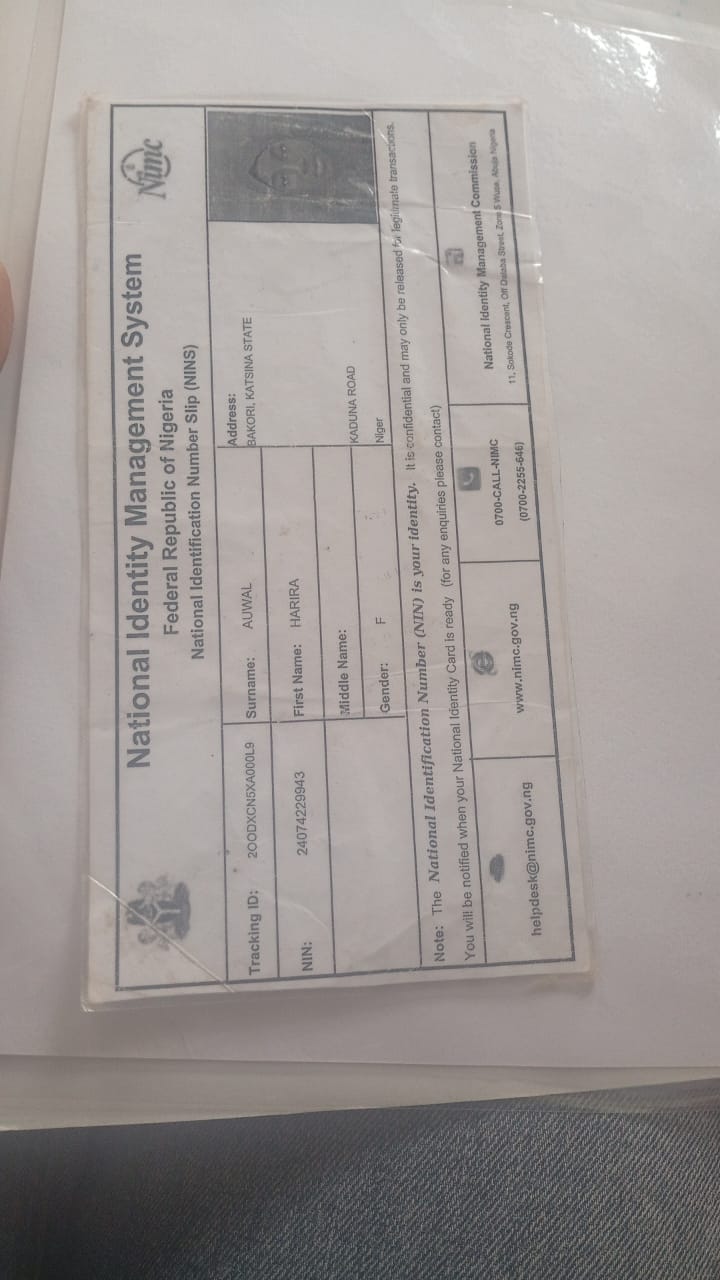 National Identity Management System
Federal Republic of Nigeria
National Identification Number Slip (NINS)
Nimc
Tracking ID: 2OODXCN5XA000L9
NIN: 24074229943
Surname: AUWAL
First Name: HARIRA
Middle Name:
Gender: F
Address:
BAKORI, KATSINA STATE
KADUNA ROAD
Niger
Note: The National Identification Number (NIN) is your identity. It is confidential and may only be released for legitimate transactions.
You will be notified when your National Identity Card is ready (for any enquiries please contact)
helpdesk@nimc.gov.ng
www.nimc.gov.ng
0700-CALL-NIMC
(0700-2255-646)
National Identity Management Commission
11, Sokode Crescent, Off Dalaba Street, Zone 5 Wuse, Abuja Nigeria